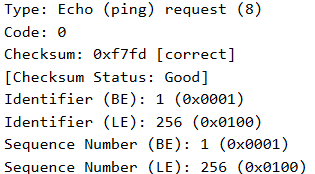 Type: Echo (ping) request (8)
Code: 0
Checksum: 0xf7fd [correct]
[Checksum Status: Good]
Identifier (BE): 1 (0x0001)
Identifier (LE): 256 (0x0100)
Sequence Number (BE): 1 (0x0001)
Sequence Number (LE): 256 (0x0100)